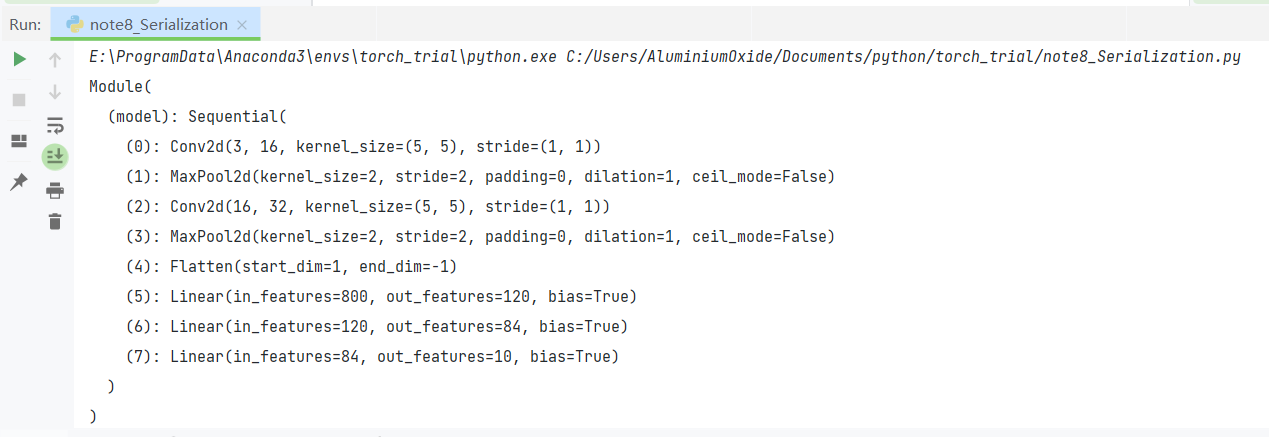 Run: note8_Serialization ×
E:\ProgramData\Anaconda3\envs\torch_trial\python.exe C:/Users/AluminiumOxide/Documents/python/torch_trial/note8_Serialization.py
Module(
  (model): Sequential(
    (0): Conv2d(3, 16, kernel_size=(5, 5), stride=(1, 1))
    (1): MaxPool2d(kernel_size=2, stride=2, padding=0, dilation=1, ceil_mode=False)
    (2): Conv2d(16, 32, kernel_size=(5, 5), stride=(1, 1))
    (3): MaxPool2d(kernel_size=2, stride=2, padding=0, dilation=1, ceil_mode=False)
    (4): Flatten(start_dim=1, end_dim=-1)
    (5): Linear(in_features=800, out_features=120, bias=True)
    (6): Linear(in_features=120, out_features=84, bias=True)
    (7): Linear(in_features=84, out_features=10, bias=True)
  )
)